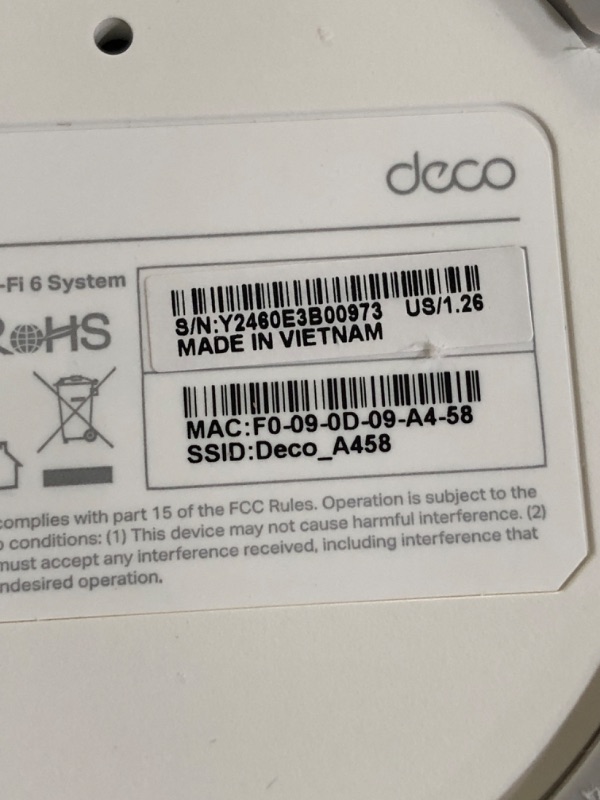 deco
-Fi 6 System
RoHS
S/N:Y2460E3B00973 US/1.26
MADE IN VIETNAM
MAC:F0-09-0D-09-A4-58
SSID:Deco_A458
complies with part 15 of the FCC Rules. Operation is subject to the
conditions: (1) This device may not cause harmful interference. (2)
must accept any interference received, including interference that
ndesired operation.